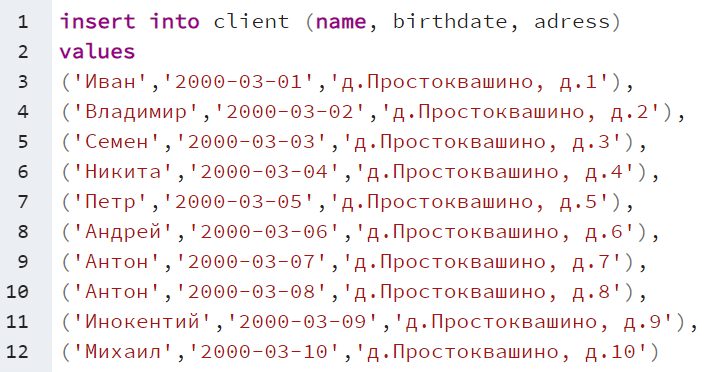 1 insert into client (name, birthdate, adress)
2 values
3 ('Иван','2000-03-01','д.Простоквашино, д.1'),
4 ('Владимир','2000-03-02','д.Простоквашино, д.2'),
5 ('Семен','2000-03-03','д.Простоквашино, д.3'),
6 ('Никита','2000-03-04','д.Простоквашино, д.4'),
7 ('Петр','2000-03-05','д.Простоквашино, д.5'),
8 ('Андрей','2000-03-06','д.Простоквашино, д.6'),
9 ('Антон','2000-03-07','д.Простоквашино, д.7'),
10 ('Антон','2000-03-08','д.Простоквашино, д.8'),
11 ('Инокентий','2000-03-09','д.Простоквашино, д.9'),
12 ('Михаил','2000-03-10','д.Простоквашино, д.10')